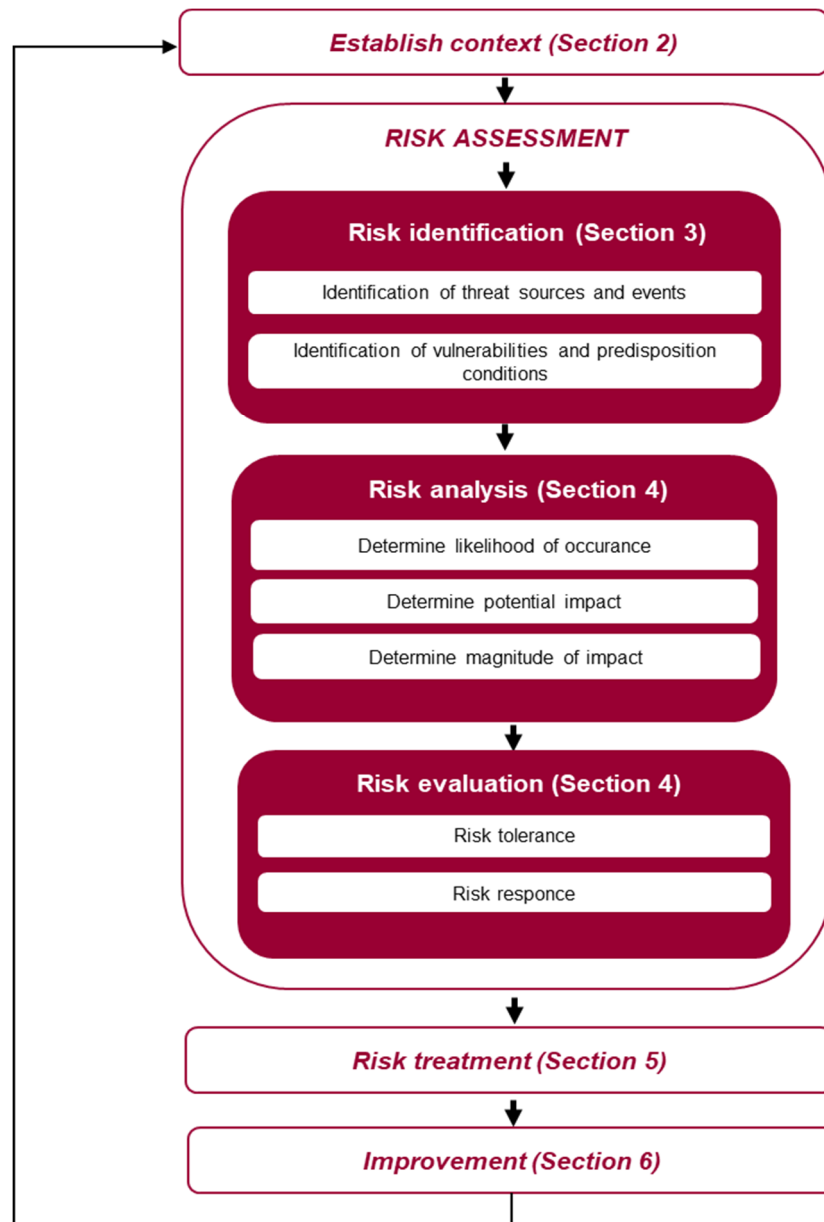 Establish context (Section 2)
RISK ASSESSMENT
Risk identification (Section 3)
Identification of threat sources and events
Identification of vulnerabilities and predisposition
conditions
Risk analysis (Section 4)
Determine likelihood of occurance
Determine potential impact
Determine magnitude of impact
Risk evaluation (Section 4)
Risk tolerance
Risk responce
Risk treatment (Section 5)
Improvement (Section 6)